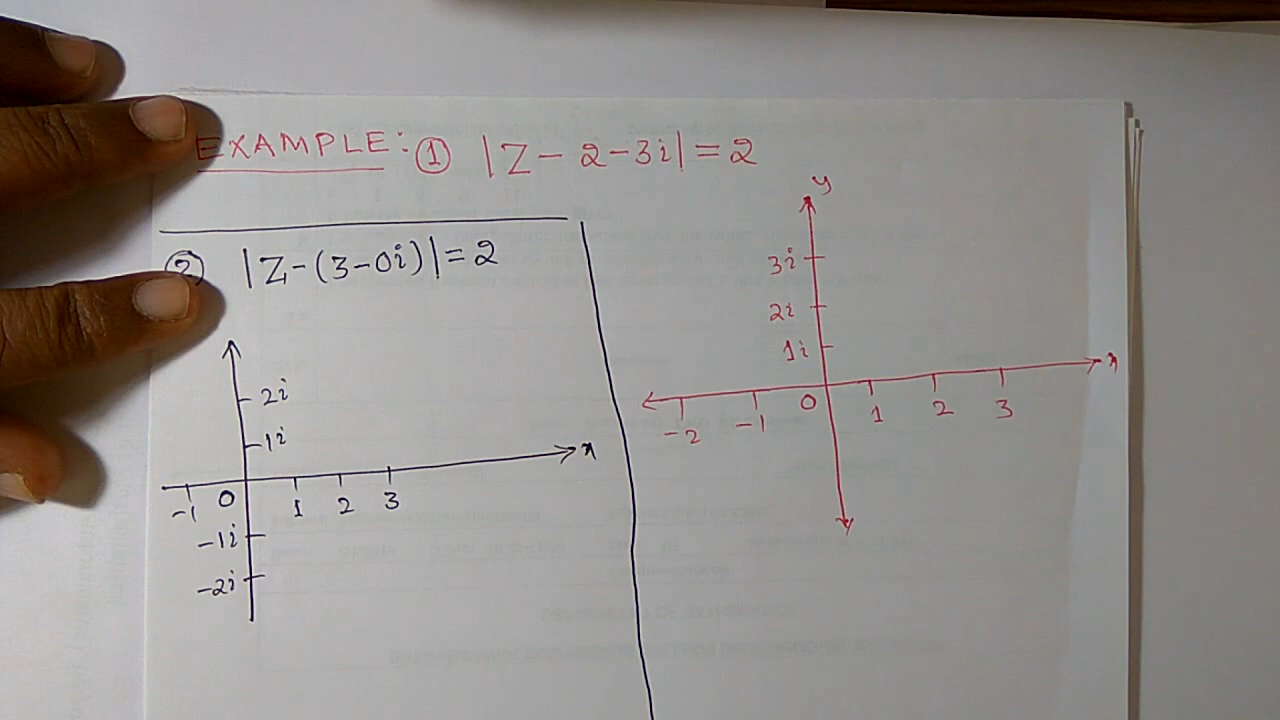 EXAMPLE: ① |Z - 2 - 3i| = 2
② |Z - (3 - 0i)| = 2
2i
1i
x
-1 0 1 2 3
-1i
-2i
y
3i
2i
1i
x
-2 -1 0 1 2 3